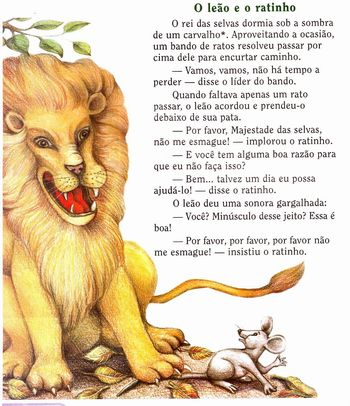 O leão e o ratinho
O rei das selvas dormia sob a sombra
de um carvalho*. Aproveitando a ocasião,
um bando de ratos resolveu passar por
cima dele para encurtar caminho.
— Vamos, vamos, não há tempo a
perder — disse o líder do bando.
Quando faltava apenas um rato
passar, o leão acordou e prendeu-o
debaixo de sua pata.
— Por favor, Majestade das selvas,
não me esmague! — implorou o ratinho.
— E você tem alguma boa razão para
que eu não faça isso?
— Bem... talvez um dia eu possa
ajudá-lo! — disse o ratinho.
O leão deu uma sonora gargalhada:
— Você? Minúsculo desse jeito? Essa é
boa!
— Por favor, por favor, por favor não
me esmague! — insistiu o ratinho.